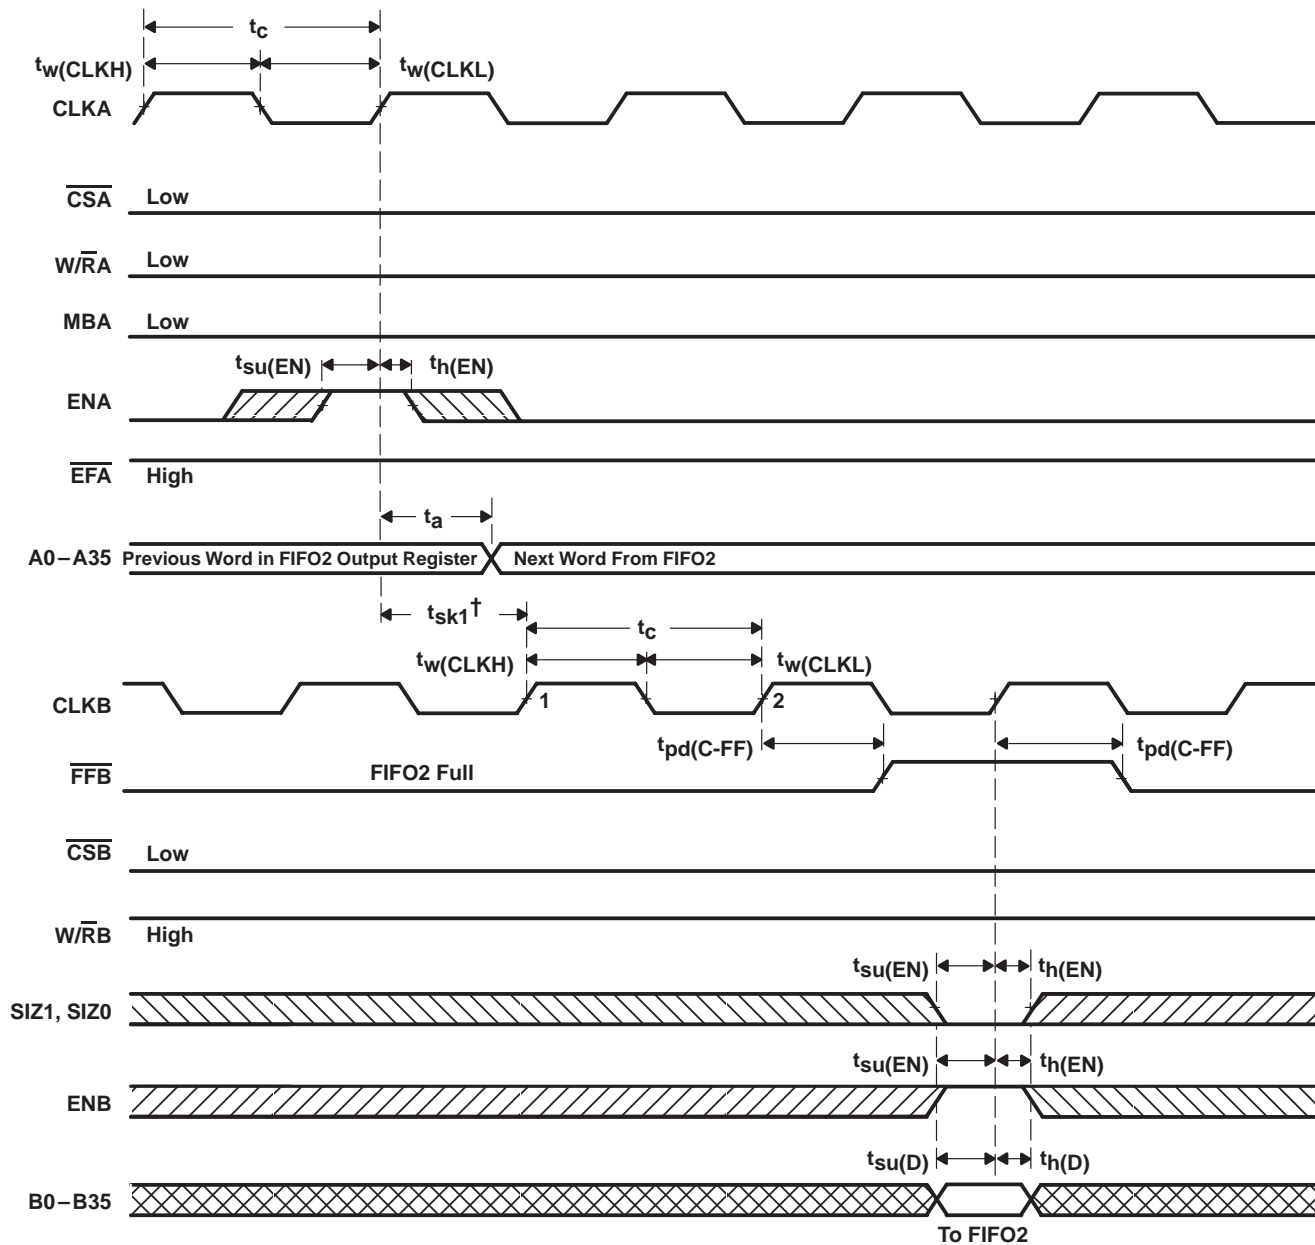 tc
tw(CLKH) tw(CLKL)
CLKA
CSA Low
W/RA Low
MBA Low
tsu(EN) th(EN)
ENA
EFA High
ta
A0–A35 Previous Word in FIFO2 Output Register Next Word From FIFO2
tsk1†
tc
tw(CLKH) tw(CLKL)
CLKB 1 2
tpd(C-FF) tpd(C-FF)
FFB FIFO2 Full
CSB Low
W/RB High
tsu(EN) th(EN)
SIZ1, SIZ0
tsu(EN) th(EN)
ENB
tsu(D) th(D)
B0–B35
To FIFO2